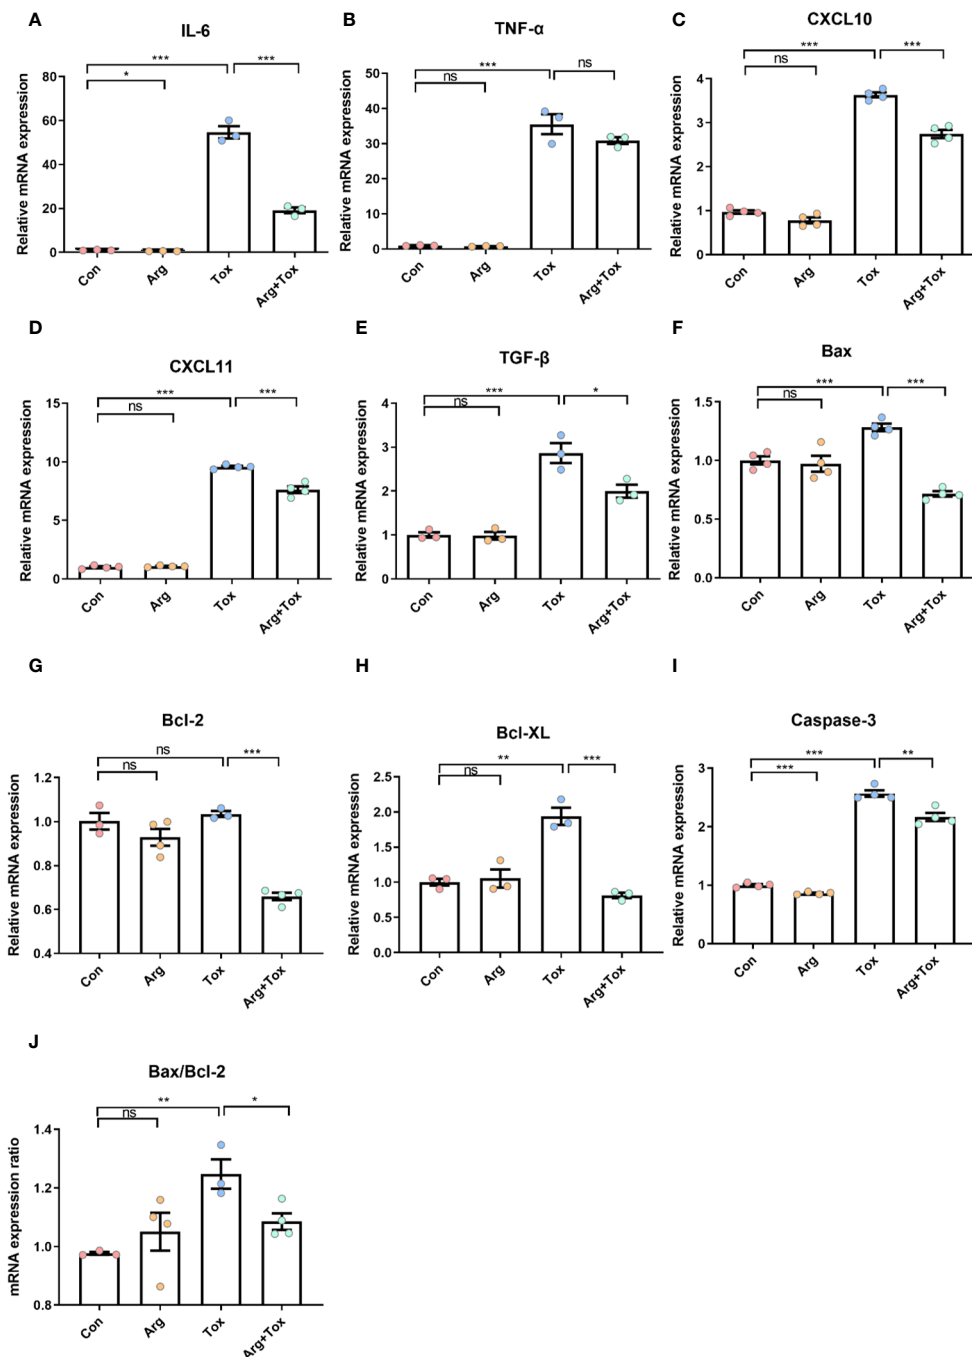 A
IL-6
***
***
*
Relative mRNA expression
80
60
40
20
0
Con
Arg
Tox
Arg+Tox
B
TNF-α
***
ns
ns
Relative mRNA expression
50
40
30
20
10
0
Con
Arg
Tox
Arg+Tox
C
CXCL10
***
***
ns
Relative mRNA expression
4
3
2
1
0
Con
Arg
Tox
Arg+Tox
D
CXCL11
***
***
ns
Relative mRNA expression
15
10
5
0
Con
Arg
Tox
Arg+Tox
E
TGF-β
***
*
ns
Relative mRNA expression
4
3
2
1
0
Con
Arg
Tox
Arg+Tox
F
Bax
***
***
ns
Relative mRNA expression
1.5
1.0
0.5
0.0
Con
Arg
Tox
Arg+Tox
G
Bcl-2
ns
***
ns
Relative mRNA expression
1.2
1.0
0.8
0.6
0.4
Con
Arg
Tox
Arg+Tox
H
Bcl-XL
**
***
ns
Relative mRNA expression
2.5
2.0
1.5
1.0
0.5
0.0
Con
Arg
Tox
Arg+Tox
I
Caspase-3
***
**
***
Relative mRNA expression
3
2
1
0
Con
Arg
Tox
Arg+Tox
J
Bax/Bcl-2
**
*
ns
mRNA expression ratio
1.4
1.2
1.0
0.8
Con
Arg
Tox
Arg+Tox